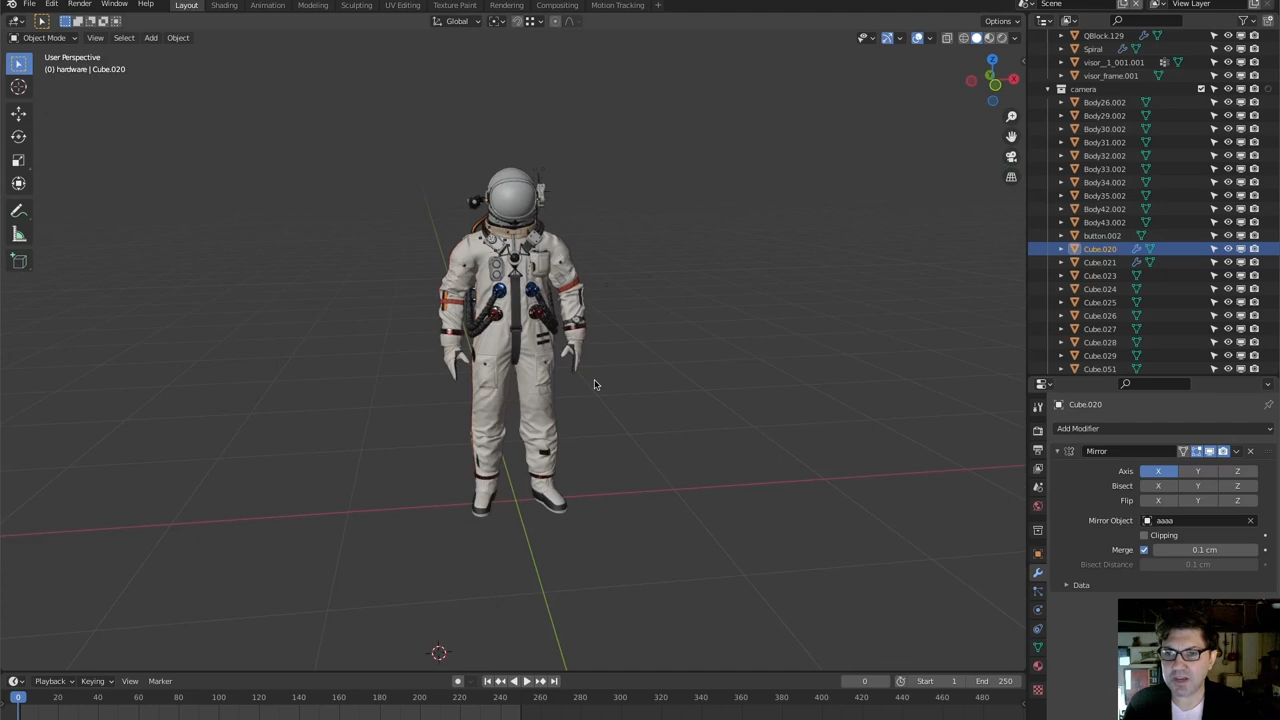 File Edit Render Window Help Layout Shading Animation Modeling Sculpting UV Editing Texture Paint Rendering Compositing Motion Tracking + Scene View Layer
Global Options
Object Mode View Select Add Object
User Perspective
(0) hardware | Cube.020
Z
Y
X
QBlock.129
Spiral
visor__1_001.001
visor_frame.001
camera
Body26.002
Body29.002
Body30.002
Body31.002
Body32.002
Body33.002
Body34.002
Body35.002
Body42.002
Body43.002
button.002
Cube.020
Cube.021
Cube.023
Cube.024
Cube.025
Cube.026
Cube.027
Cube.028
Cube.029
Cube.051
Cube.020
Add Modifier
Mirror
Axis X Y Z
Bisect X Y Z
Flip X Y Z
Mirror Object aaaa
Clipping
Merge 0.1 cm
Bisect Distance 0.1 cm
Data
Playback Keying View Marker 0 Start 1 End 250
0 20 40 60 80 100 120 140 160 180 200 220 240 260 280 300 320 340 360 380 400 420 440 460 480